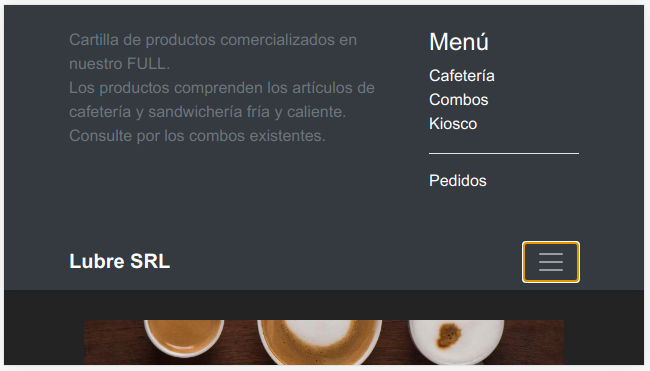 Cartilla de productos comercializados en
nuestro FULL.
Los productos comprenden los artículos de
cafetería y sandwichería fría y caliente.
Consulte por los combos existentes.
Menú
Cafetería
Combos
Kiosco
Pedidos
Lubre SRL